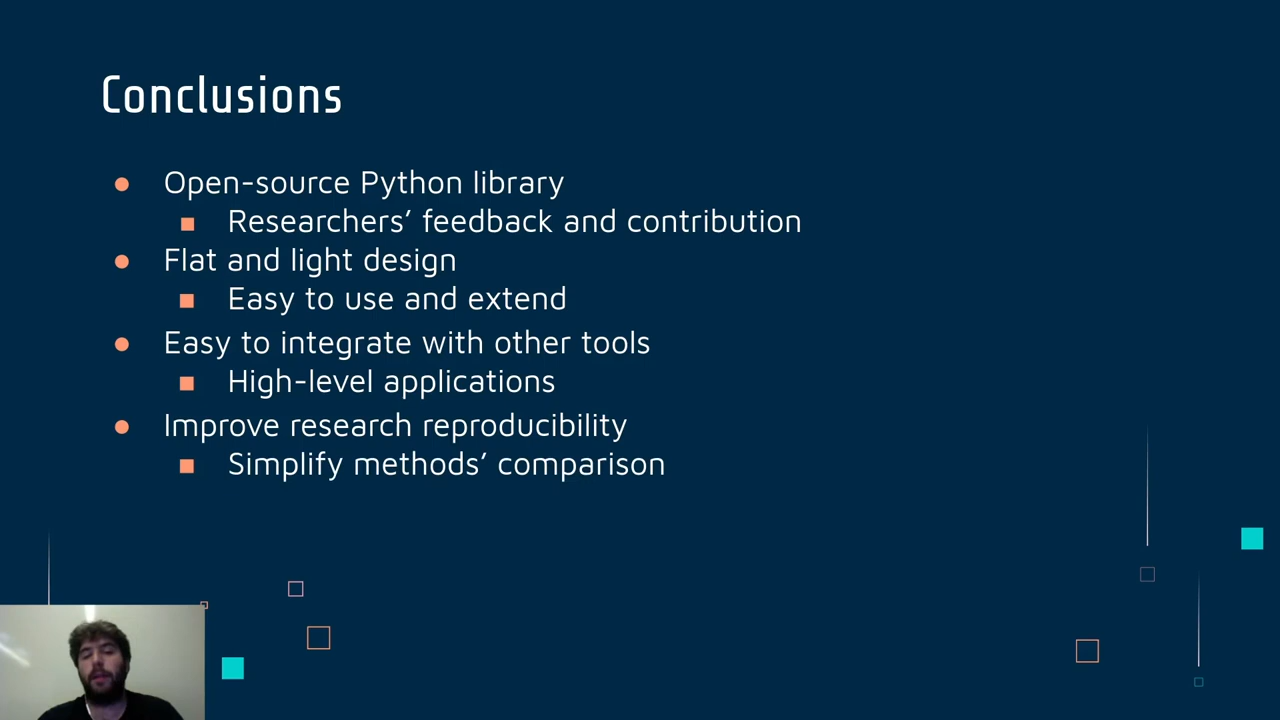 Conclusions
Open-source Python library
Researchers’ feedback and contribution
Flat and light design
Easy to use and extend
Easy to integrate with other tools
High-level applications
Improve research reproducibility
Simplify methods’ comparison